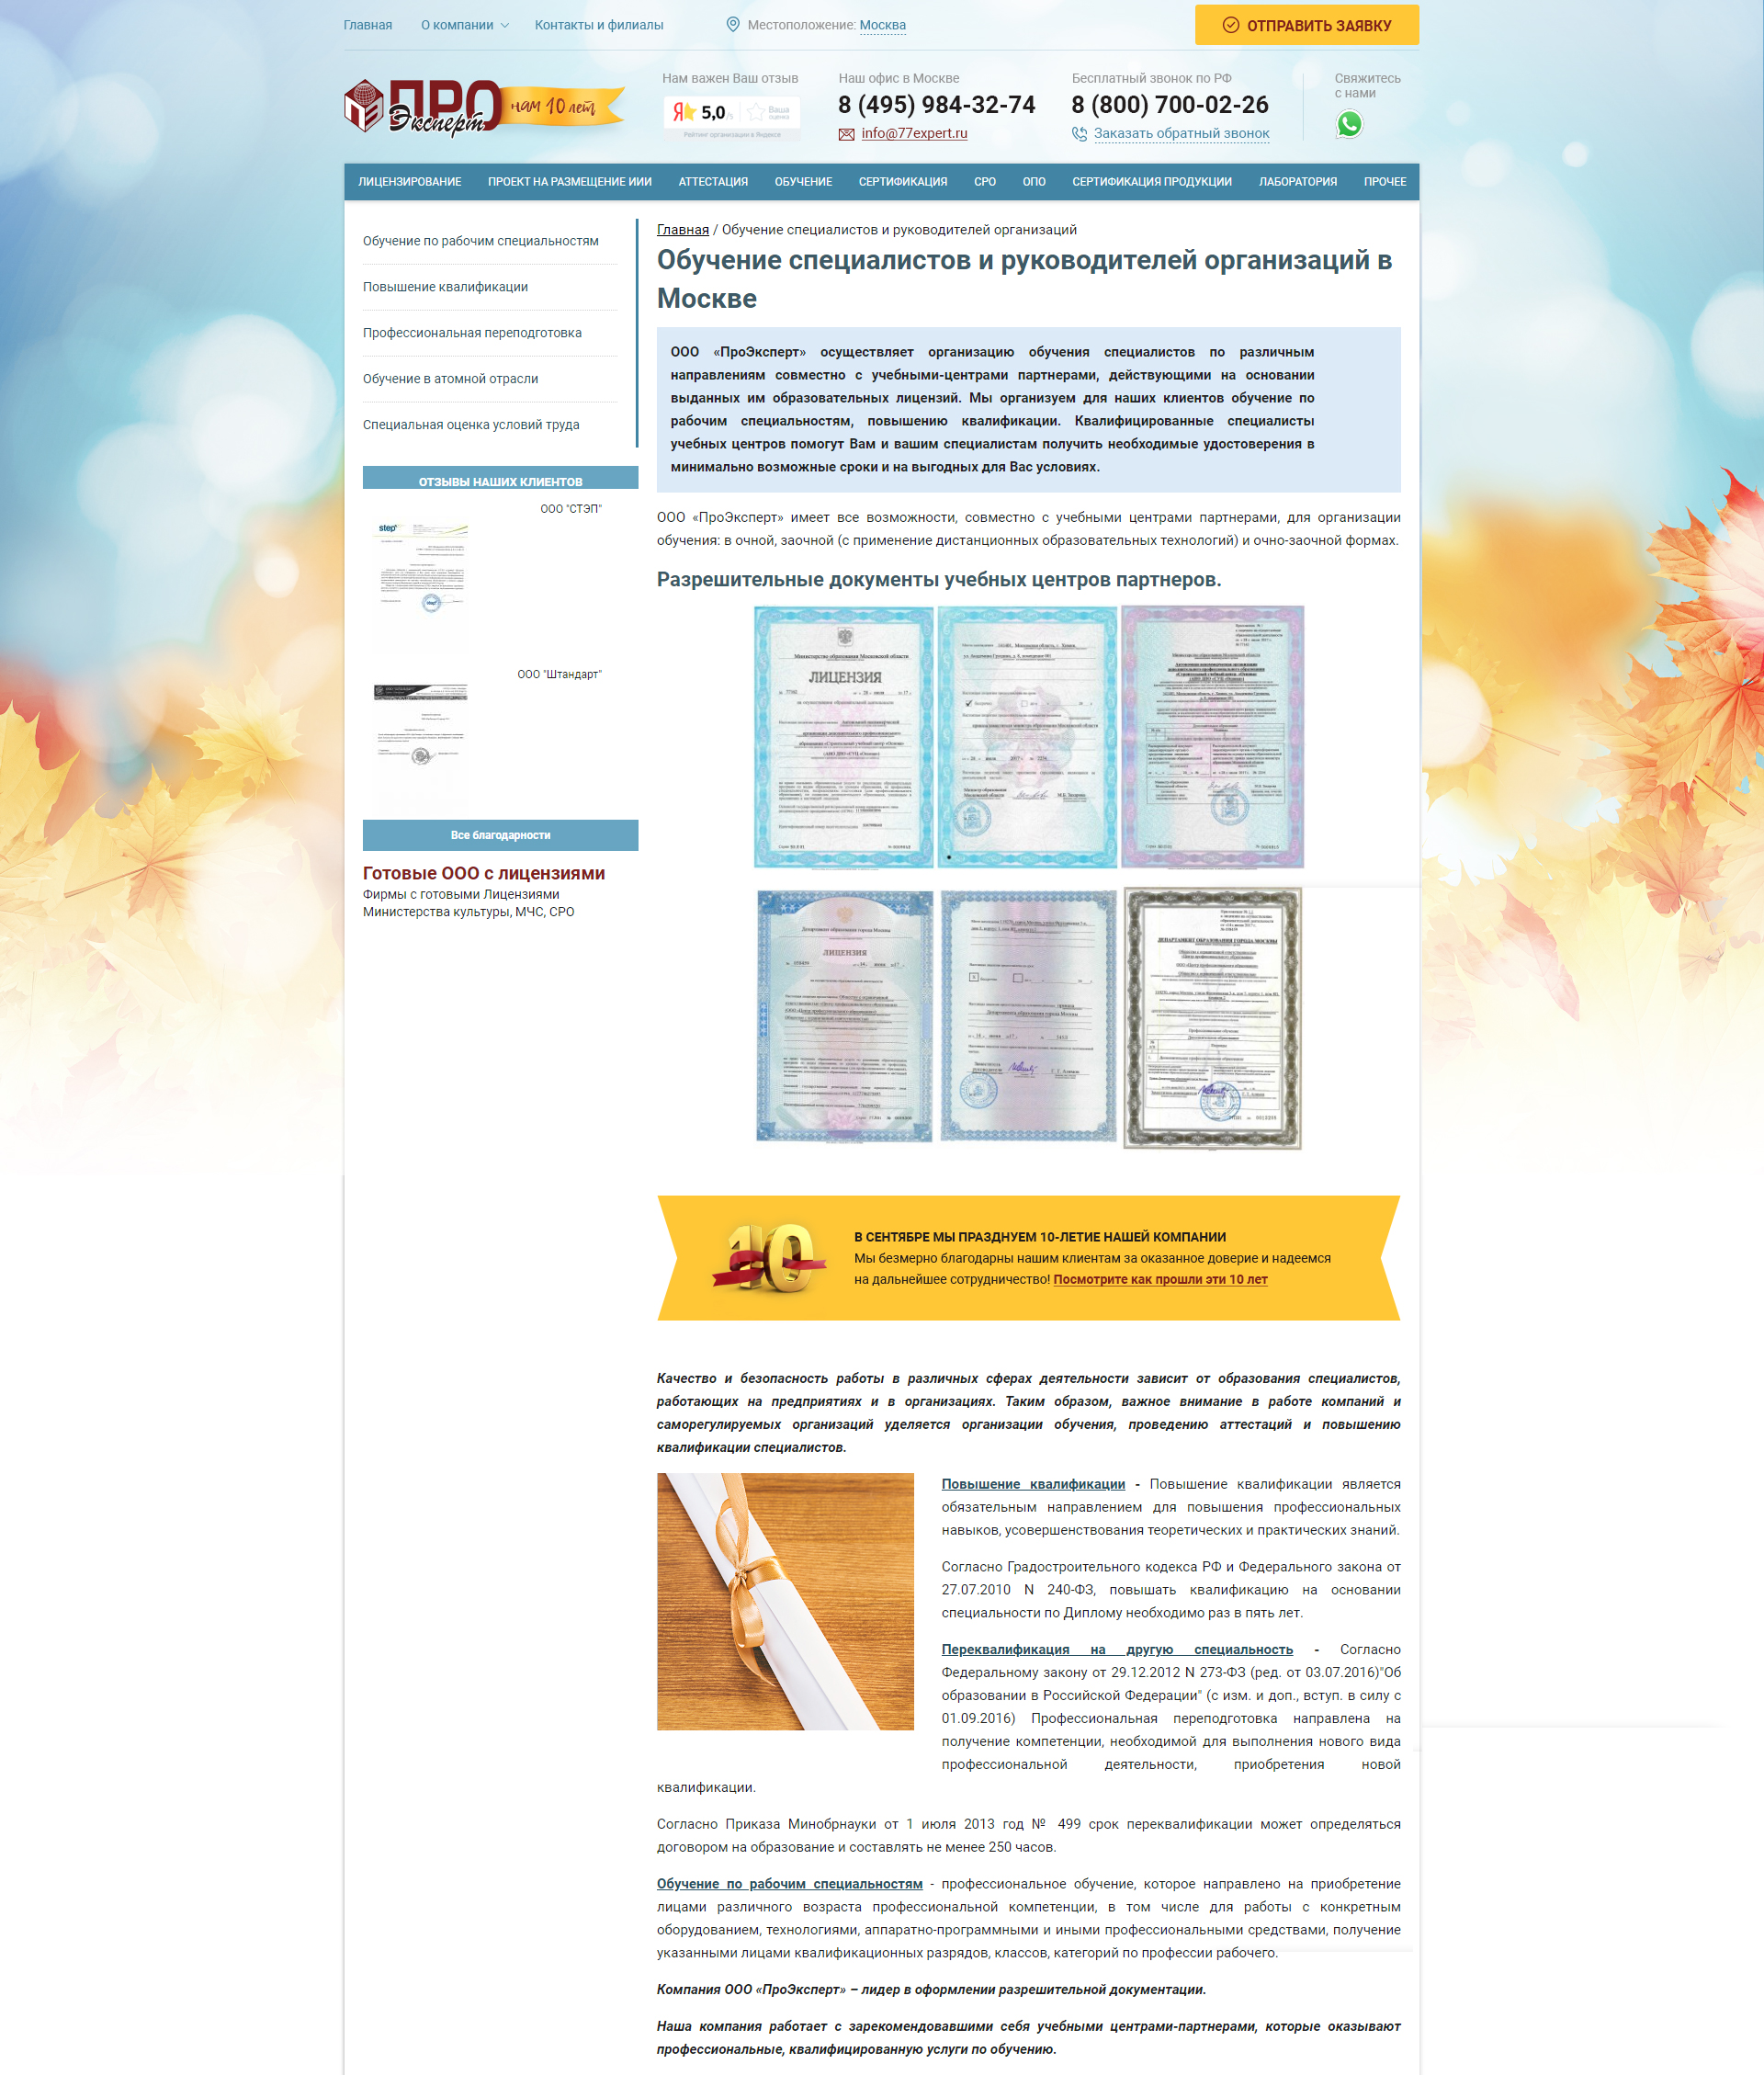 Главная О компании Контакты и филиалы Местоположение: Москва ОТПРАВИТЬ ЗАЯВКУ
ПРО Эксперт нам 10 лет
Нам важен Ваш отзыв
Я 5,0 /5 Ваша оценка
Рейтинг организации в Яндексе
Наш офис в Москве
8 (495) 984-32-74
info@77expert.ru
Бесплатный звонок по РФ
8 (800) 700-02-26
Заказать обратный звонок
Свяжитесь
с нами
ЛИЦЕНЗИРОВАНИЕ ПРОЕКТ НА РАЗМЕЩЕНИЕ ИИИ АТТЕСТАЦИЯ ОБУЧЕНИЕ СЕРТИФИКАЦИЯ СРО ОПО СЕРТИФИКАЦИЯ ПРОДУКЦИИ ЛАБОРАТОРИЯ ПРОЧЕЕ
Обучение по рабочим специальностям
Повышение квалификации
Профессиональная переподготовка
Обучение в атомной отрасли
Специальная оценка условий труда
ОТЗЫВЫ НАШИХ КЛИЕНТОВ
ООО "СТЭП"
step
ООО "Штандарт"
Все благодарности
Готовые ООО с лицензиями
Фирмы с готовыми Лицензиями
Министерства культуры, МЧС, СРО
Главная / Обучение специалистов и руководителей организаций
Обучение специалистов и руководителей организаций в
Москве
ООО «ПроЭксперт» осуществляет организацию обучения специалистов по различным
направлениям совместно с учебными-центрами партнерами, действующими на основании
выданных им образовательных лицензий. Мы организуем для наших клиентов обучение по
рабочим специальностям, повышению квалификации. Квалифицированные специалисты
учебных центров помогут Вам и вашим специалистам получить необходимые удостоверения в
минимально возможные сроки и на выгодных для Вас условиях.
ООО «ПроЭксперт» имеет все возможности, совместно с учебными центрами партнерами, для организации
обучения: в очной, заочной (с применение дистанционных образовательных технологий) и очно-заочной формах.
Разрешительные документы учебных центров партнеров.
Министерство образования Московской области
ЛИЦЕНЗИЯ
Департамент образования города Москвы
ЛИЦЕНЗИЯ
ДЕПАРТАМЕНТ ОБРАЗОВАНИЯ ГОРОДА МОСКВЫ
10
В СЕНТЯБРЕ МЫ ПРАЗДНУЕМ 10-ЛЕТИЕ НАШЕЙ КОМПАНИИ
Мы безмерно благодарны нашим клиентам за оказанное доверие и надеемся
на дальнейшее сотрудничество! Посмотрите как прошли эти 10 лет
Качество и безопасность работы в различных сферах деятельности зависит от образования специалистов,
работающих на предприятиях и в организациях. Таким образом, важное внимание в работе компаний и
саморегулируемых организаций уделяется организации обучения, проведению аттестаций и повышению
квалификации специалистов.
Повышение квалификации - Повышение квалификации является
обязательным направлением для повышения профессиональных
навыков, усовершенствования теоретических и практических знаний.
Согласно Градостроительного кодекса РФ и Федерального закона от
27.07.2010 N 240-ФЗ, повышать квалификацию на основании
специальности по Диплому необходимо раз в пять лет.
Переквалификация на другую специальность - Согласно
Федеральному закону от 29.12.2012 N 273-ФЗ (ред. от 03.07.2016)"Об
образовании в Российской Федерации" (с изм. и доп., вступ. в силу с
01.09.2016) Профессиональная переподготовка направлена на
получение компетенции, необходимой для выполнения нового вида
профессиональной деятельности, приобретения новой
квалификации.
Согласно Приказа Минобрнауки от 1 июля 2013 год № 499 срок переквалификации может определяться
договором на образование и составлять не менее 250 часов.
Обучение по рабочим специальностям - профессиональное обучение, которое направлено на приобретение
лицами различного возраста профессиональной компетенции, в том числе для работы с конкретным
оборудованием, технологиями, аппаратно-программными и иными профессиональными средствами, получение
указанными лицами квалификационных разрядов, классов, категорий по профессии рабочего.
Компания ООО «ПроЭксперт» – лидер в оформлении разрешительной документации.
Наша компания работает с зарекомендовавшими себя учебными центрами-партнерами, которые оказывают
профессиональные, квалифицированную услуги по обучению.